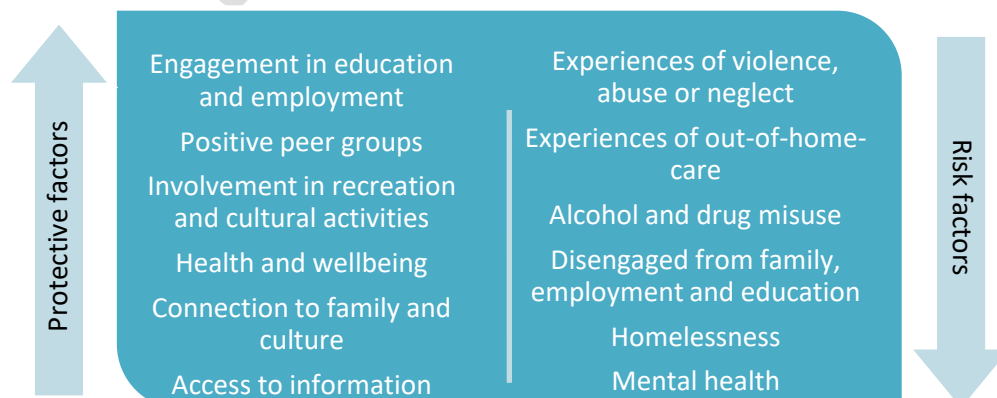 Protective factors
Engagement in education
and employment
Positive peer groups
Involvement in recreation
and cultural activities
Health and wellbeing
Connection to family and
culture
Access to information
Experiences of violence,
abuse or neglect
Experiences of out-of-home-
care
Alcohol and drug misuse
Disengaged from family,
employment and education
Homelessness
Mental health
Risk factors